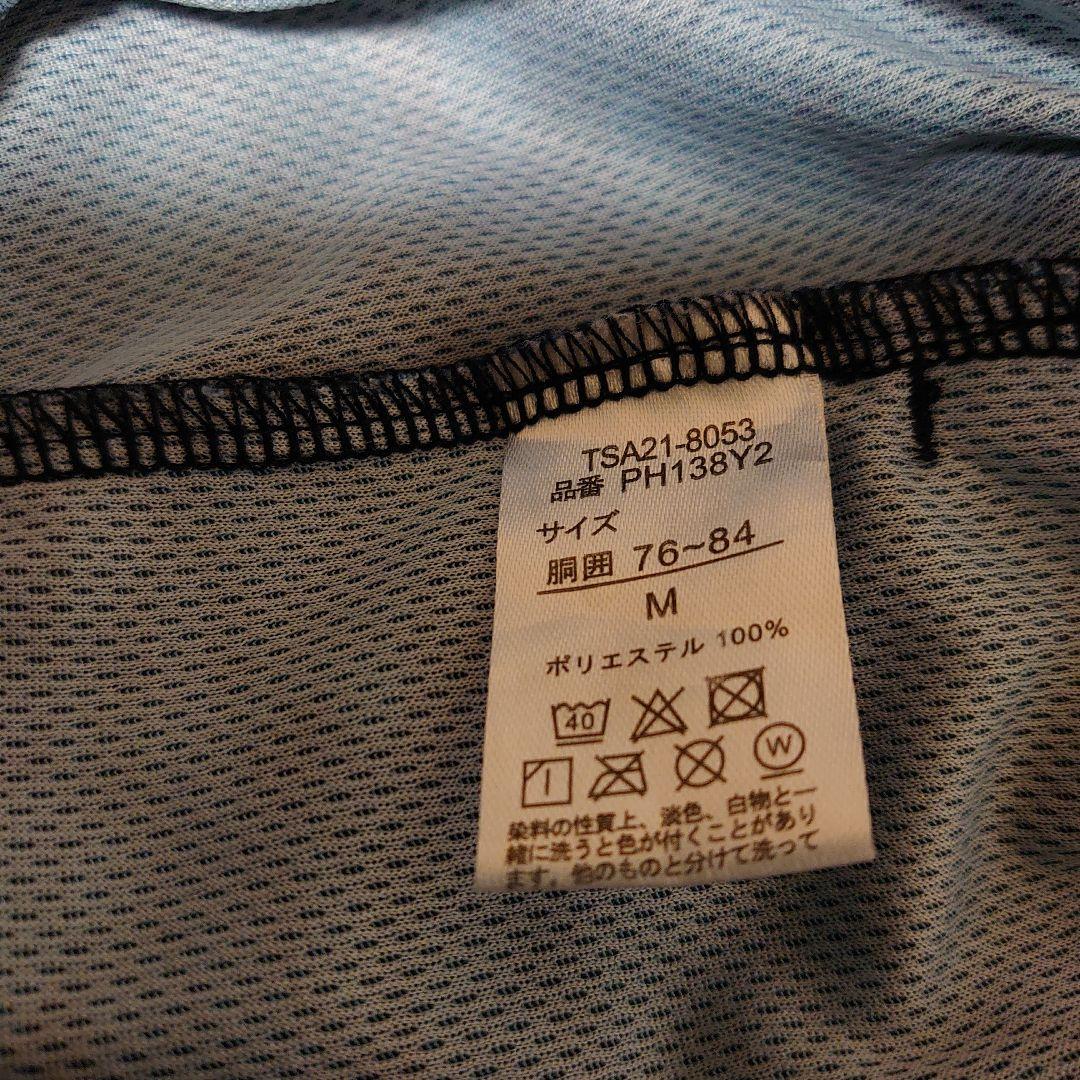 TSA21-8053
品番 PH138Y2
サイズ
胴囲 76~84
M
ポリエステル 100%
40
W
染料の性質上、淡色、白物と一
緒に洗うと色が付くことがあり
ます。他のものと分けて洗って